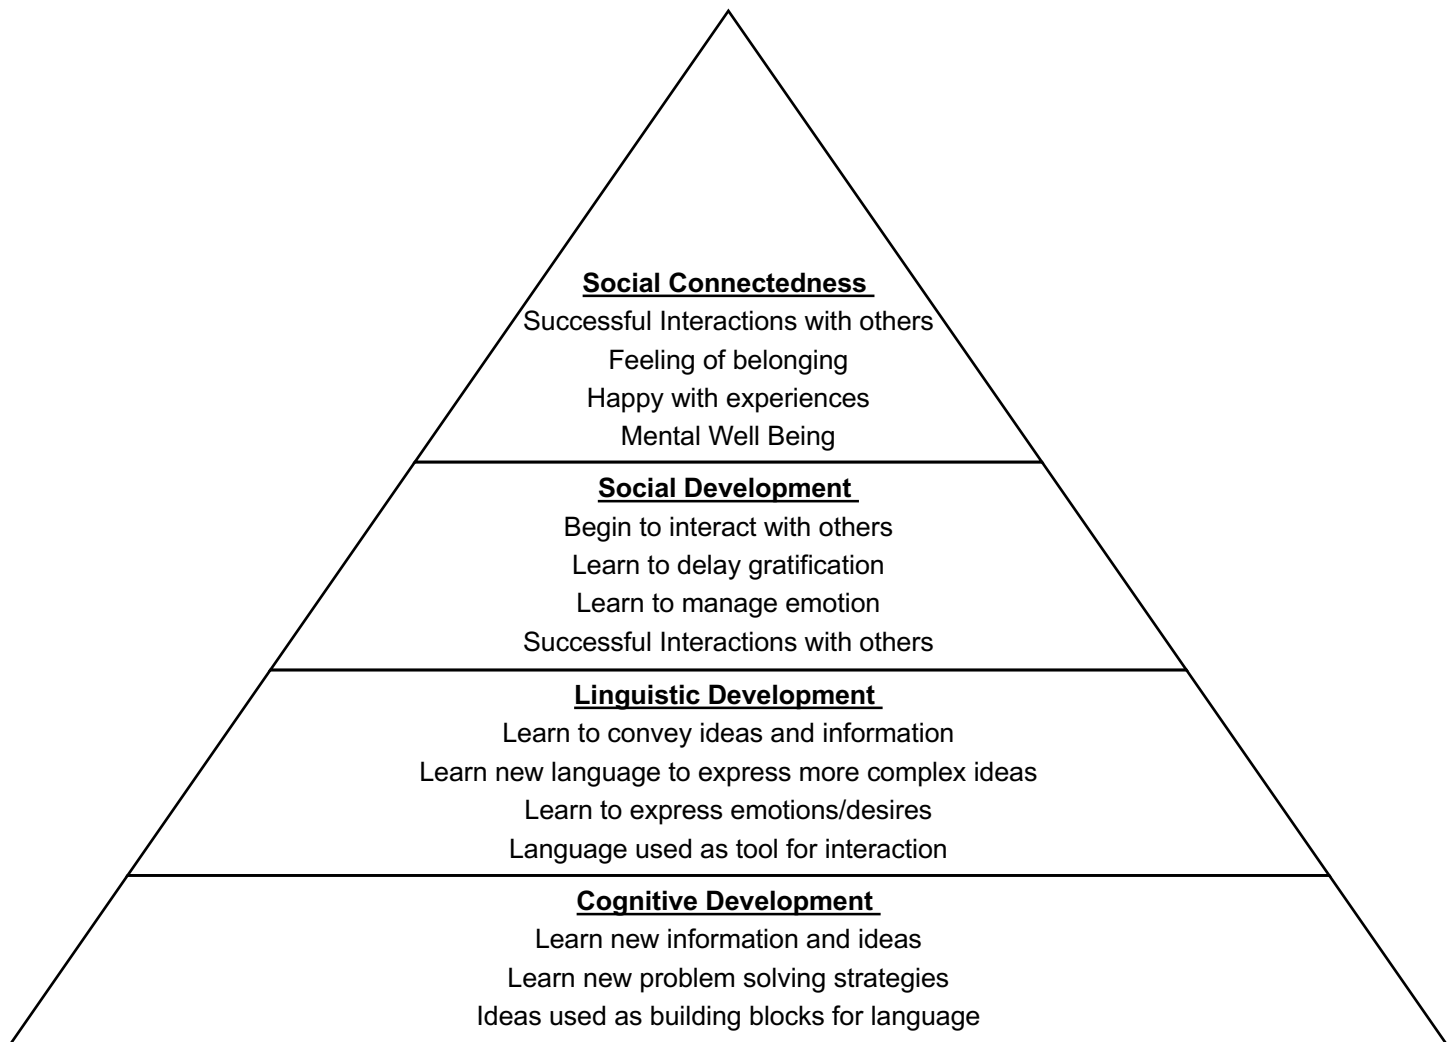 Social Connectedness
Successful Interactions with others
Feeling of belonging
Happy with experiences
Mental Well Being
Social Development
Begin to interact with others
Learn to delay gratification
Learn to manage emotion
Successful Interactions with others
Linguistic Development
Learn to convey ideas and information
Learn new language to express more complex ideas
Learn to express emotions/desires
Language used as tool for interaction
Cognitive Development
Learn new information and ideas
Learn new problem solving strategies
Ideas used as building blocks for language